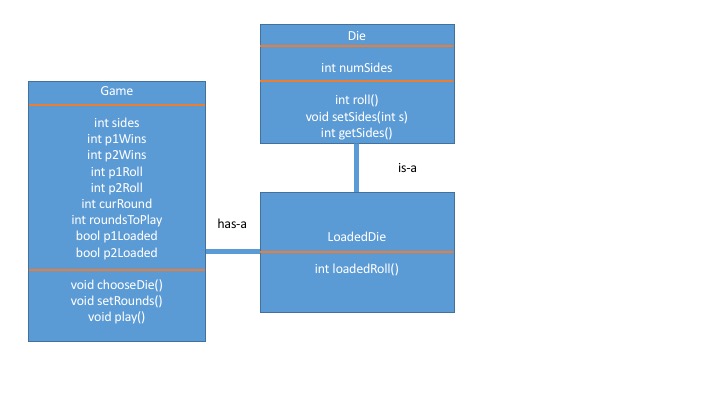 Die
int numSides
int roll()
void setSides(int s)
int getSides()
is-a
Game
int sides
int p1Wins
int p2Wins
int p1Roll
int p2Roll
int curRound
int roundsToPlay
bool p1Loaded
bool p2Loaded
void chooseDie()
void setRounds()
void play()
has-a
LoadedDie
int loadedRoll()